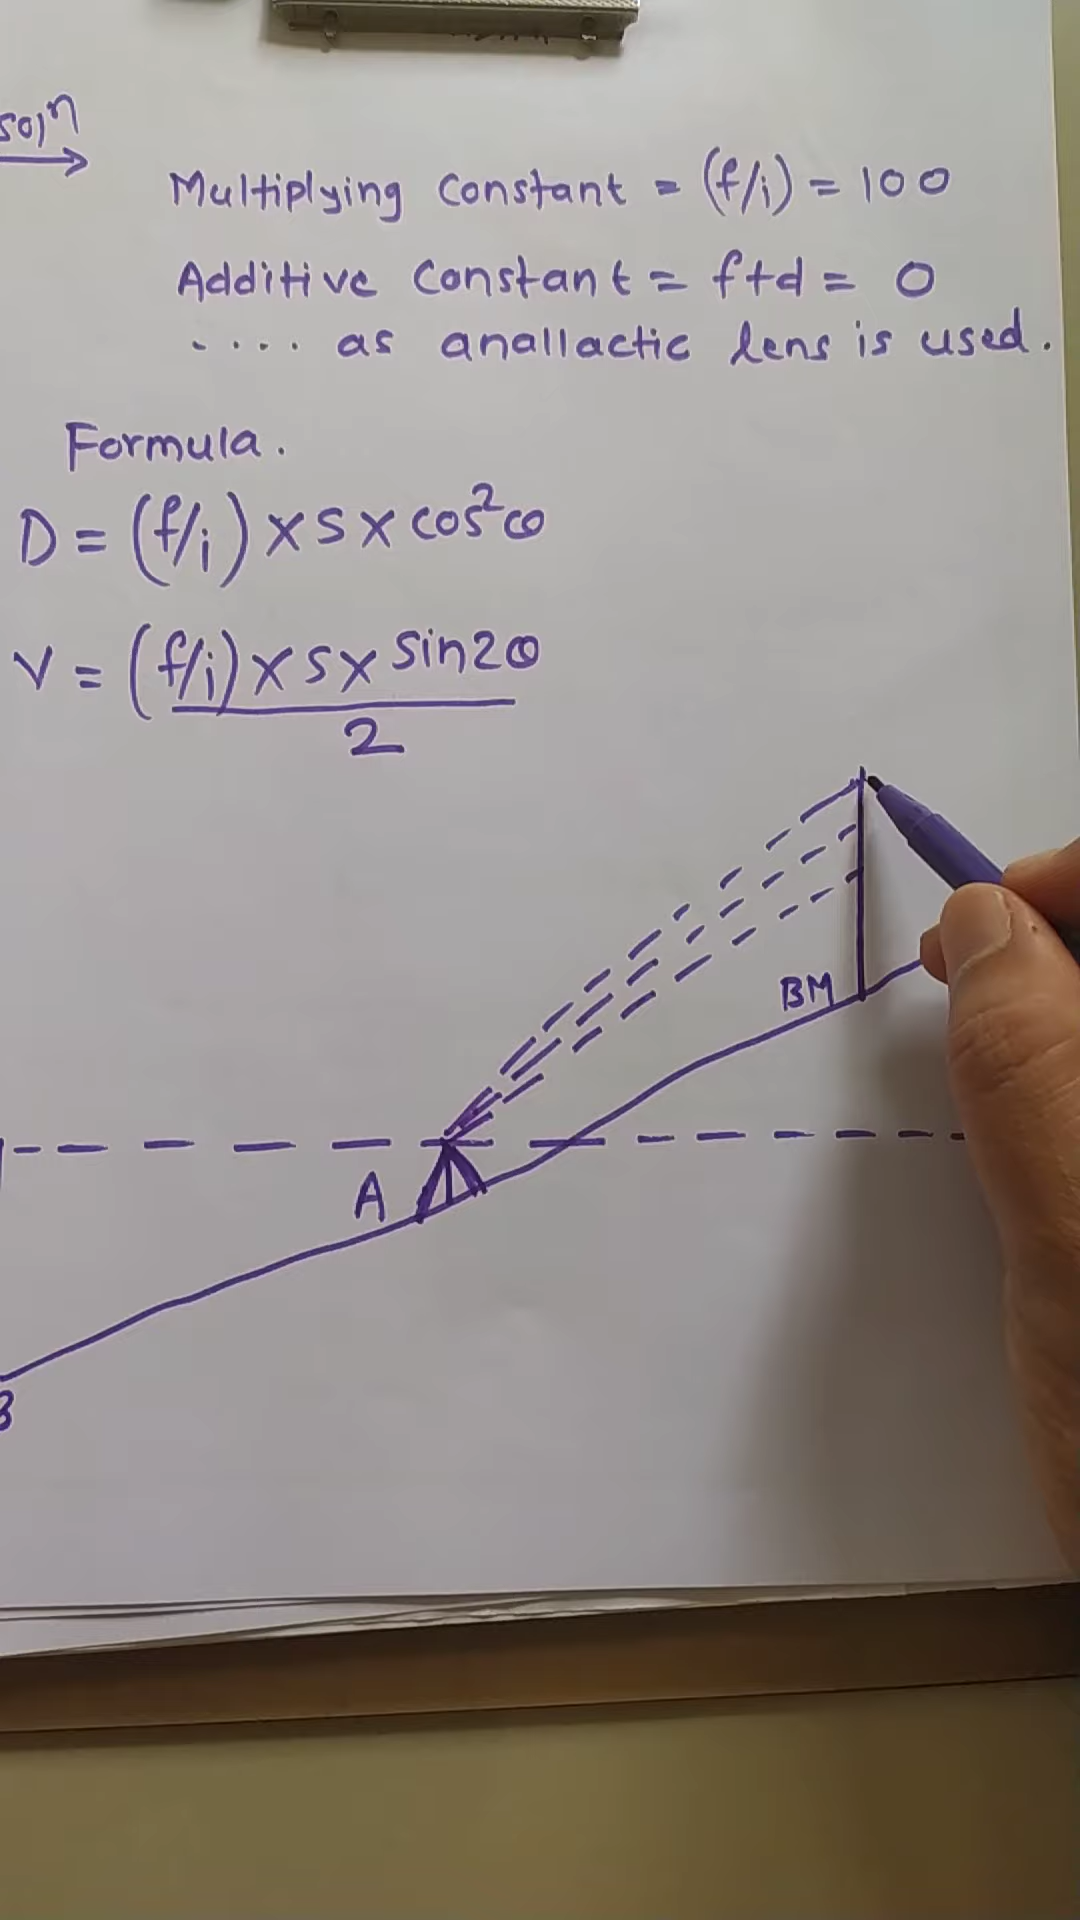 soln
Multiplying Constant = (f/i) = 100
Additive Constant = f+d = 0
.... as anallactic lens is used.
Formula.
D = (f/i) × S × cos²θ
V = (f/i) × S × sin2θ
2
BM
A
B